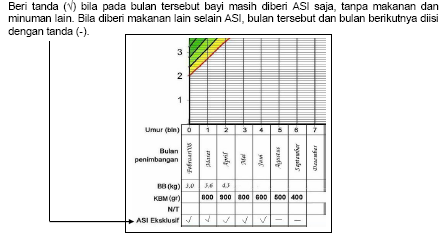 Beri tanda (√) bila pada bulan tersebut bayi masih diberi ASI saja, tanpa makanan dan
minuman lain. Bila diberi makanan lain selain ASI, bulan tersebut dan bulan berikutnya diisi
dengan tanda (-).
3
2
1
Umur (bln) 0 1 2 3 4 5 6 7
Bulan penimbangan Februari'08 Maret April Mei Juni Agustus September Desember
BB (kg) 3,0 3,6 4,3
KBM (gr) 800 900 800 600 500 400
N/T
ASI Eksklusif √ √ √ √ √ – –